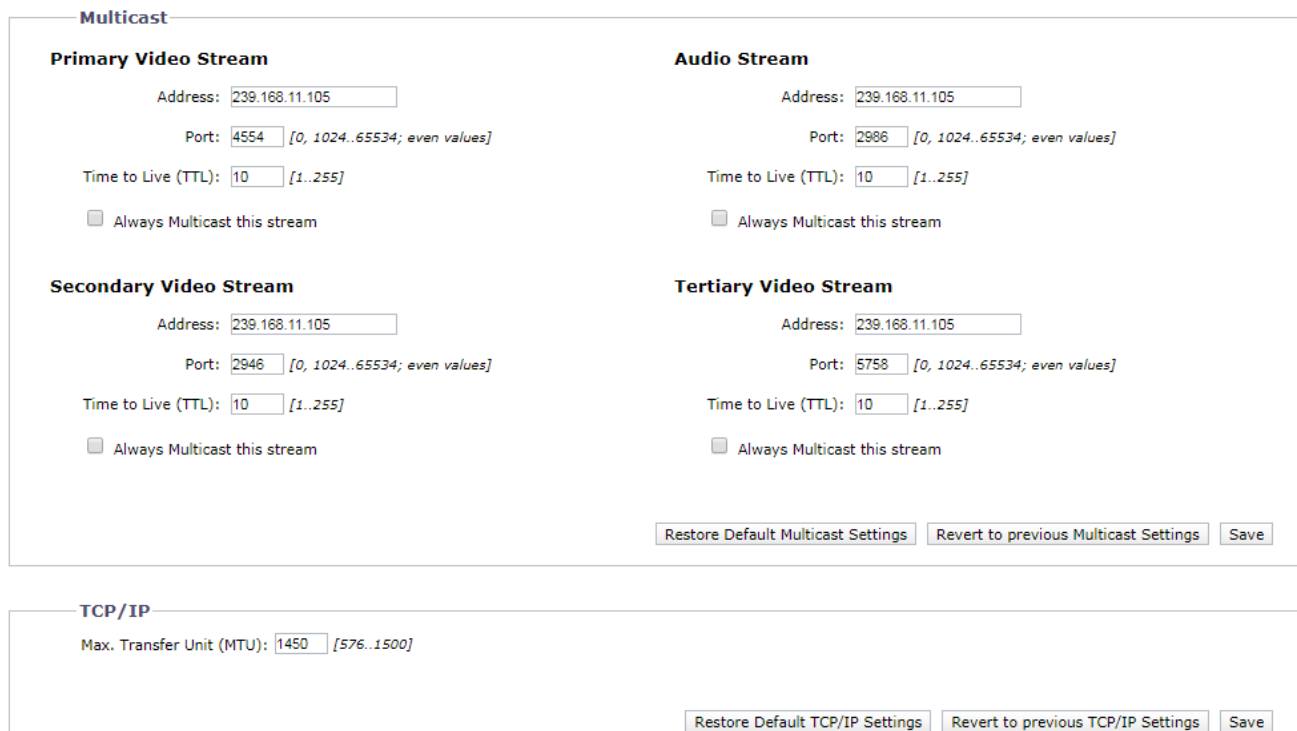 Multicast
Primary Video Stream
Address: 239.168.11.105
Port: 4554 [0, 1024..65534; even values]
Time to Live (TTL): 10 [1..255]
Always Multicast this stream
Audio Stream
Address: 239.168.11.105
Port: 2986 [0, 1024..65534; even values]
Time to Live (TTL): 10 [1..255]
Always Multicast this stream
Secondary Video Stream
Address: 239.168.11.105
Port: 2946 [0, 1024..65534; even values]
Time to Live (TTL): 10 [1..255]
Always Multicast this stream
Tertiary Video Stream
Address: 239.168.11.105
Port: 5758 [0, 1024..65534; even values]
Time to Live (TTL): 10 [1..255]
Always Multicast this stream
Restore Default Multicast Settings Revert to previous Multicast Settings Save
TCP/IP
Max. Transfer Unit (MTU): 1450 [576..1500]
Restore Default TCP/IP Settings Revert to previous TCP/IP Settings Save